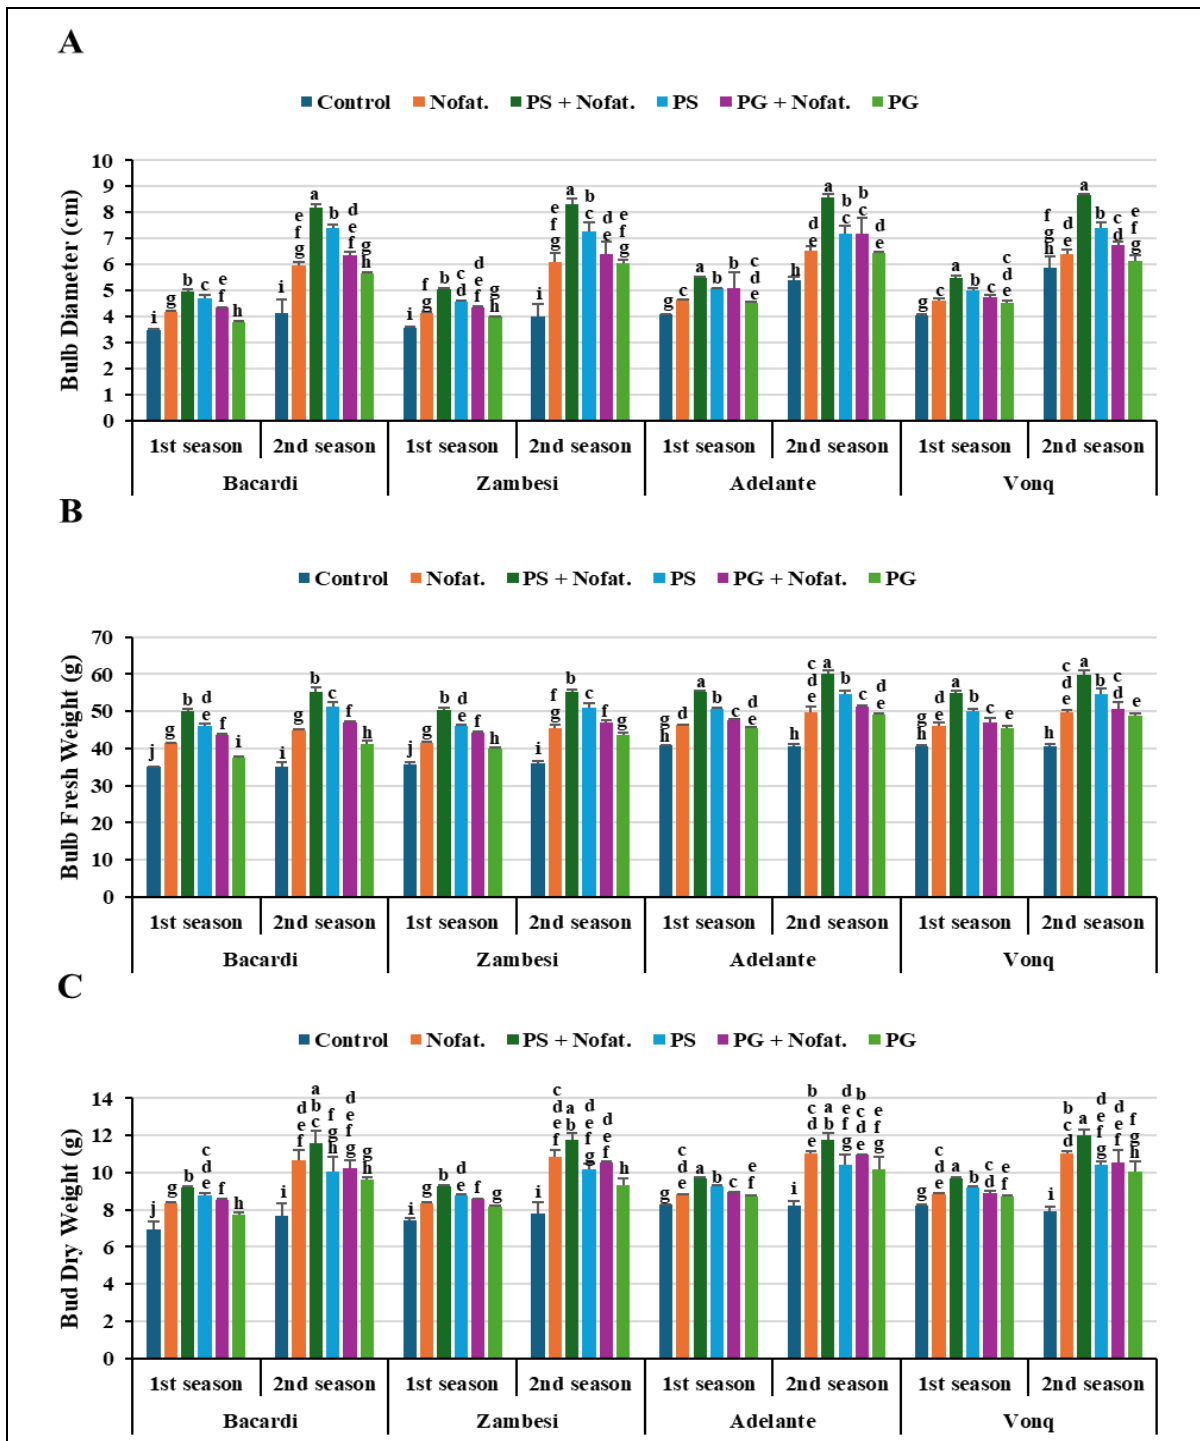 A
Control Nofat. PS + Nofat. PS PG + Nofat. PG
Bulb Diameter (cm)
10
9
8
7
6
5
4
3
2
1
0
i g b c e f h
i e f g a b d e f g h
i f g b c d d e f g h
i e f g a b c d e e f g
g c a b b c d e
h d e a b c b c d e
g c a b c c d e
f g h d e a b c d e f g
1st season 2nd season 1st season 2nd season 1st season 2nd season 1st season 2nd season
Bacardi Zambesi Adelante Vonq
B
Control Nofat. PS + Nofat. PS PG + Nofat. PG
Bulb Fresh Weight (g)
70
60
50
40
30
20
10
0
j g b d e f i
i g b c f h
j g b d e f h
i f g b c f g
g h d a b c d e
h c d e a b c d e
g h d e a b c e
h c d e a b c d e
1st season 2nd season 1st season 2nd season 1st season 2nd season 1st season 2nd season
Bacardi Zambesi Adelante Vonq
C
Control Nofat. PS + Nofat. PS PG + Nofat. PG
Bud Dry Weight (g)
14
12
10
8
6
4
2
0
j g b c d e f i
i d e f a b c f g h d e f g g h
i g b d e f g
i c d e f a b d e f g d e f h
g c d a b c e f
h b c d e a b d e f g b c d e e f g
g c d e a b c d e f
i b c d a d e f g d e f f g h
1st season 2nd season 1st season 2nd season 1st season 2nd season 1st season 2nd season
Bacardi Zambesi Adelante Vonq